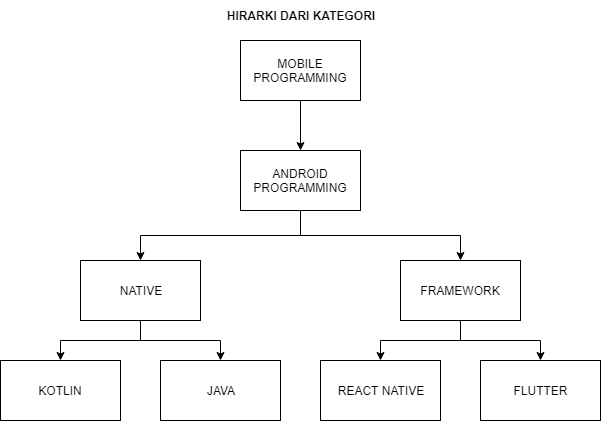 HIRARKI DARI KATEGORI
MOBILE
PROGRAMMING
ANDROID
PROGRAMMING
NATIVE
FRAMEWORK
KOTLIN
JAVA
REACT NATIVE
FLUTTER